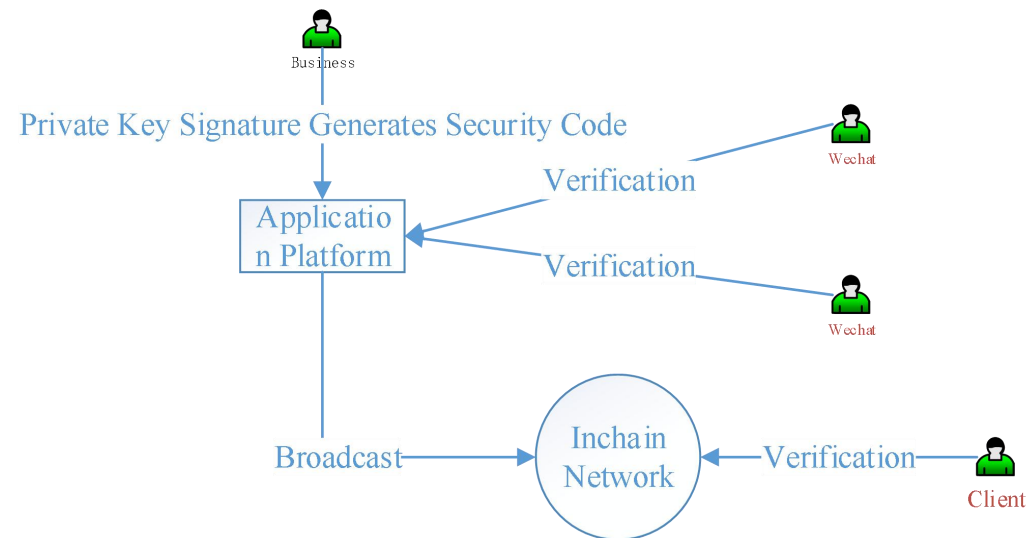 Business
Private Key Signature Generates Security Code
Wechat
Verification
Applicatio
n Platform
Verification
Wechat
Inchain
Network
Broadcast
Verification
Client